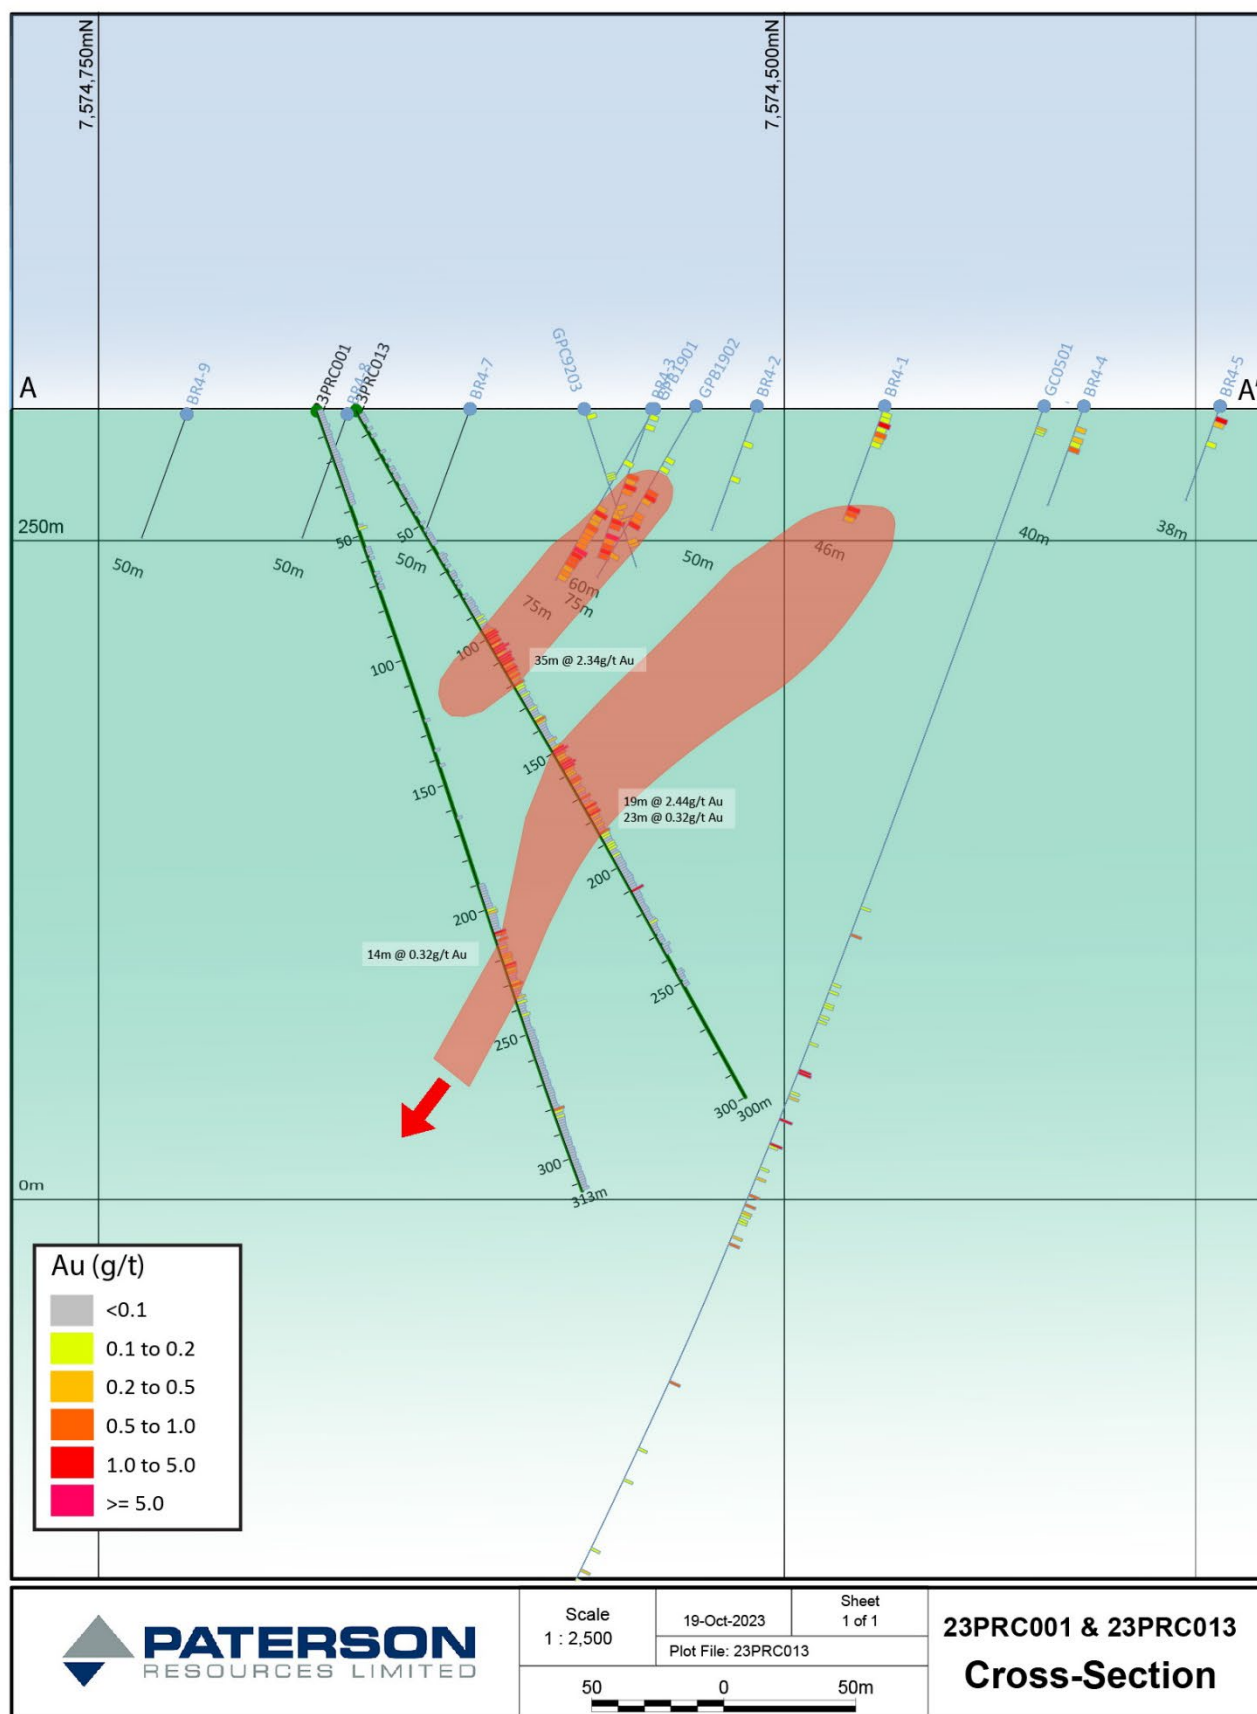 7,574,750mN
7,574,500mN
A
A'
BR4-9
23PRC001
BR4-8
23PRC013
BR4-7
GPC9203
BR4-3
GPB1901
GPB1902
BR4-2
BR4-1
GC0501
BR4-4
BR4-5
250m
50m
50m
50
50
50m
75m
60m
75m
50m
46m
40m
38m
100
100
35m @ 2.34g/t Au
150
150
19m @ 2.44g/t Au
23m @ 0.32g/t Au
200
200
14m @ 0.32g/t Au
250
250
300
300m
300
313m
0m
Au (g/t)
<0.1
0.1 to 0.2
0.2 to 0.5
0.5 to 1.0
1.0 to 5.0
>= 5.0
PATERSON
RESOURCES LIMITED
Scale
1 : 2,500
19-Oct-2023
Sheet
1 of 1
Plot File: 23PRC013
50 0 50m
23PRC001 & 23PRC013
Cross-Section